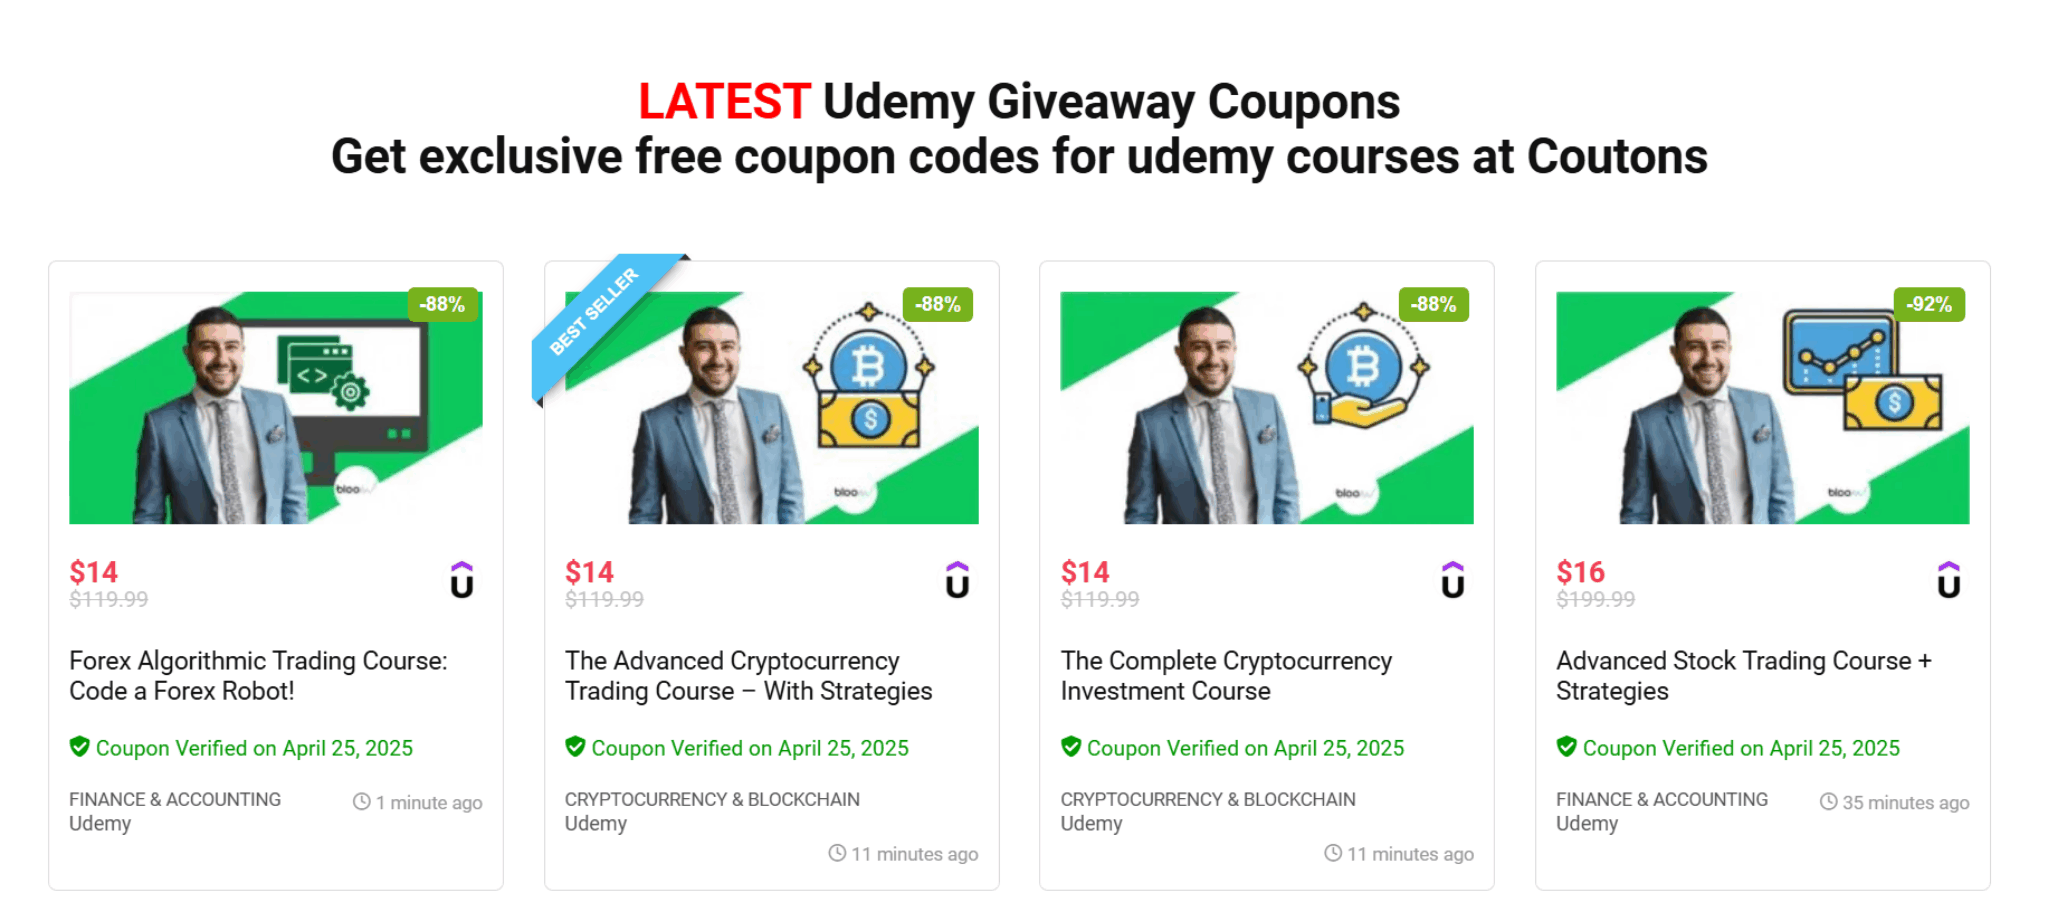 LATEST Udemy Giveaway Coupons
Get exclusive free coupon codes for udemy courses at Coutons
-88%
bloom
$14
$119.99
Forex Algorithmic Trading Course:
Code a Forex Robot!
Coupon Verified on April 25, 2025
FINANCE & ACCOUNTING
Udemy
1 minute ago
BEST SELLER
-88%
$14
$119.99
The Advanced Cryptocurrency
Trading Course – With Strategies
Coupon Verified on April 25, 2025
CRYPTOCURRENCY & BLOCKCHAIN
Udemy
11 minutes ago
-88%
$14
$119.99
The Complete Cryptocurrency
Investment Course
Coupon Verified on April 25, 2025
CRYPTOCURRENCY & BLOCKCHAIN
Udemy
11 minutes ago
-92%
$16
$199.99
Advanced Stock Trading Course +
Strategies
Coupon Verified on April 25, 2025
FINANCE & ACCOUNTING
Udemy
35 minutes ago